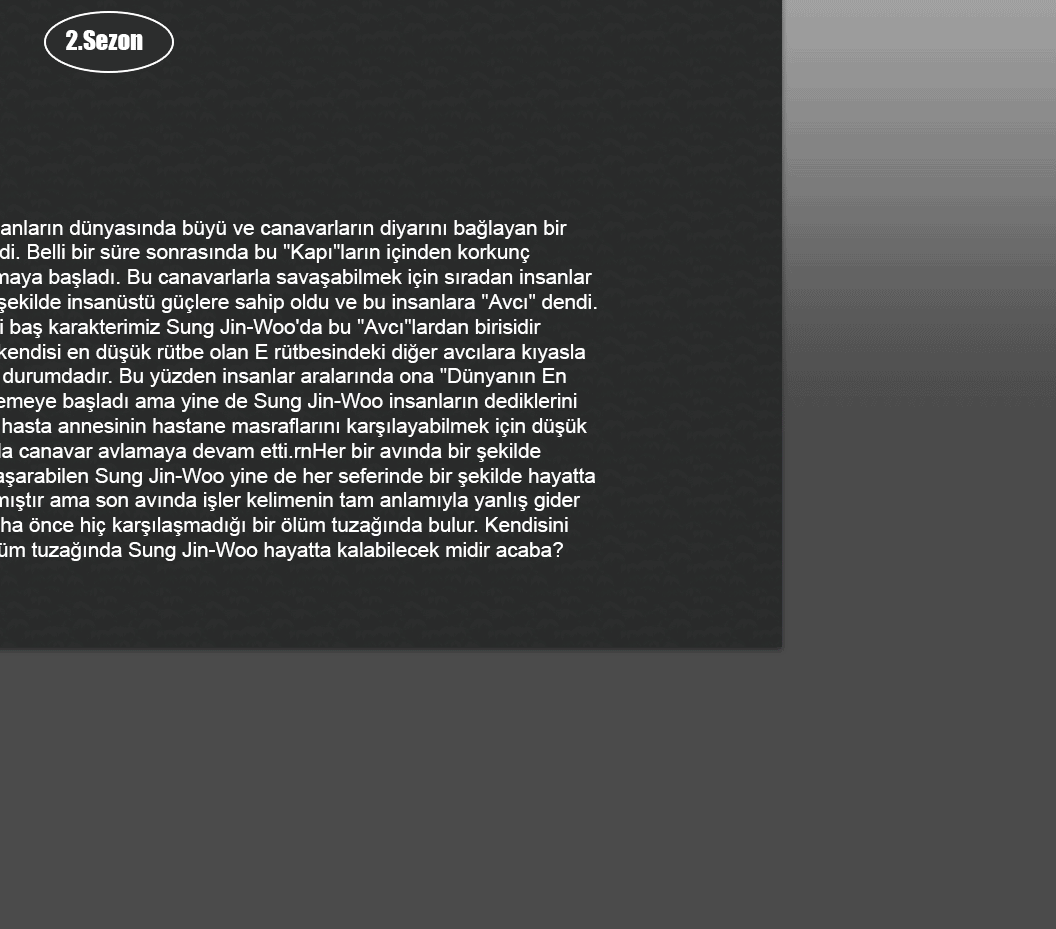 2.Sezon
anların dünyasında büyü ve canavarların diyarını bağlayan bir
di. Belli bir süre sonrasında bu "Kapı"ların içinden korkunç
maya başladı. Bu canavarlarla savaşabilmek için sıradan insanlar
şekilde insanüstü güçlere sahip oldu ve bu insanlara "Avcı" dendi.
i baş karakterimiz Sung Jin-Woo'da bu "Avcı"lardan birisidir
kendisi en düşük rütbe olan E rütbesindeki diğer avcılara kıyasla
durumdadır. Bu yüzden insanlar aralarında ona "Dünyanın En
emeye başladı ama yine de Sung Jin-Woo insanların dediklerini
hasta annesinin hastane masraflarını karşılayabilmek için düşük
da canavar avlamaya devam etti.rnHer bir avında bir şekilde
aşarabilen Sung Jin-Woo yine de her seferinde bir şekilde hayatta
mıştır ama son avında işler kelimenin tam anlamıyla yanlış gider
ha önce hiç karşılaşmadığı bir ölüm tuzağında bulur. Kendisini
üm tuzağında Sung Jin-Woo hayatta kalabilecek midir acaba?